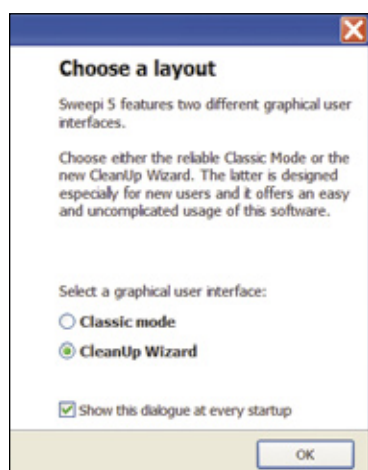 Choose a layout
Sweepi 5 features two different graphical user
interfaces.
Choose either the reliable Classic Mode or the
new CleanUp Wizard. The latter is designed
especially for new users and it offers an easy
and uncomplicated usage of this software.
Select a graphical user interface:
Classic mode
CleanUp Wizard
Show this dialogue at every startup
OK